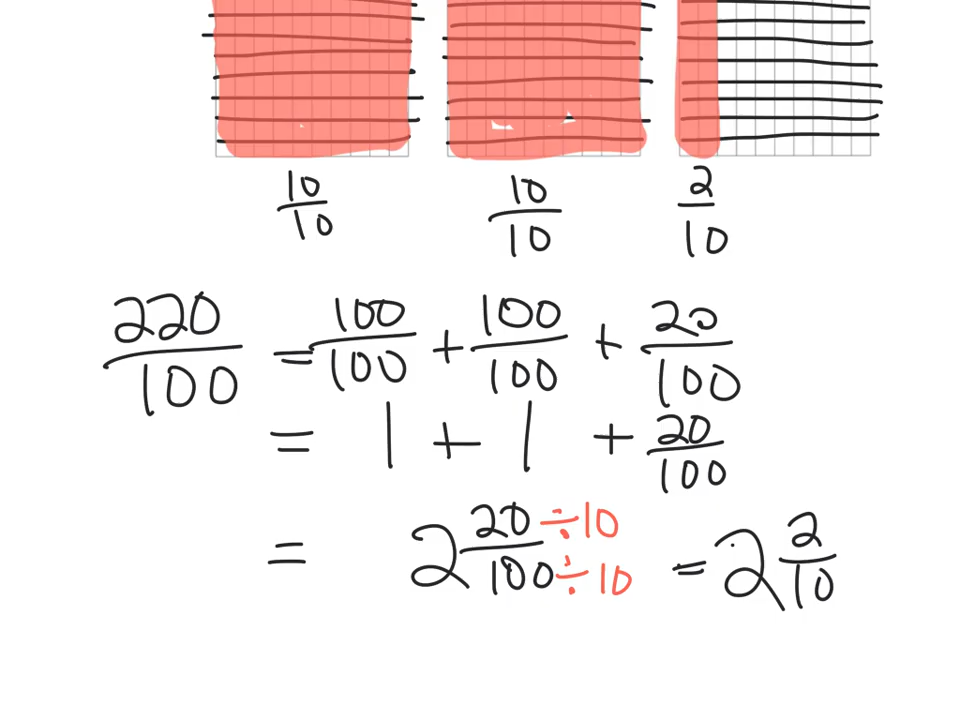 10/10 10/10 2/10
220/100 = 100/100 + 100/100 + 20/100
= 1 + 1 + 20/100
= 2 20/100 ÷10/÷10 = 2 2/10